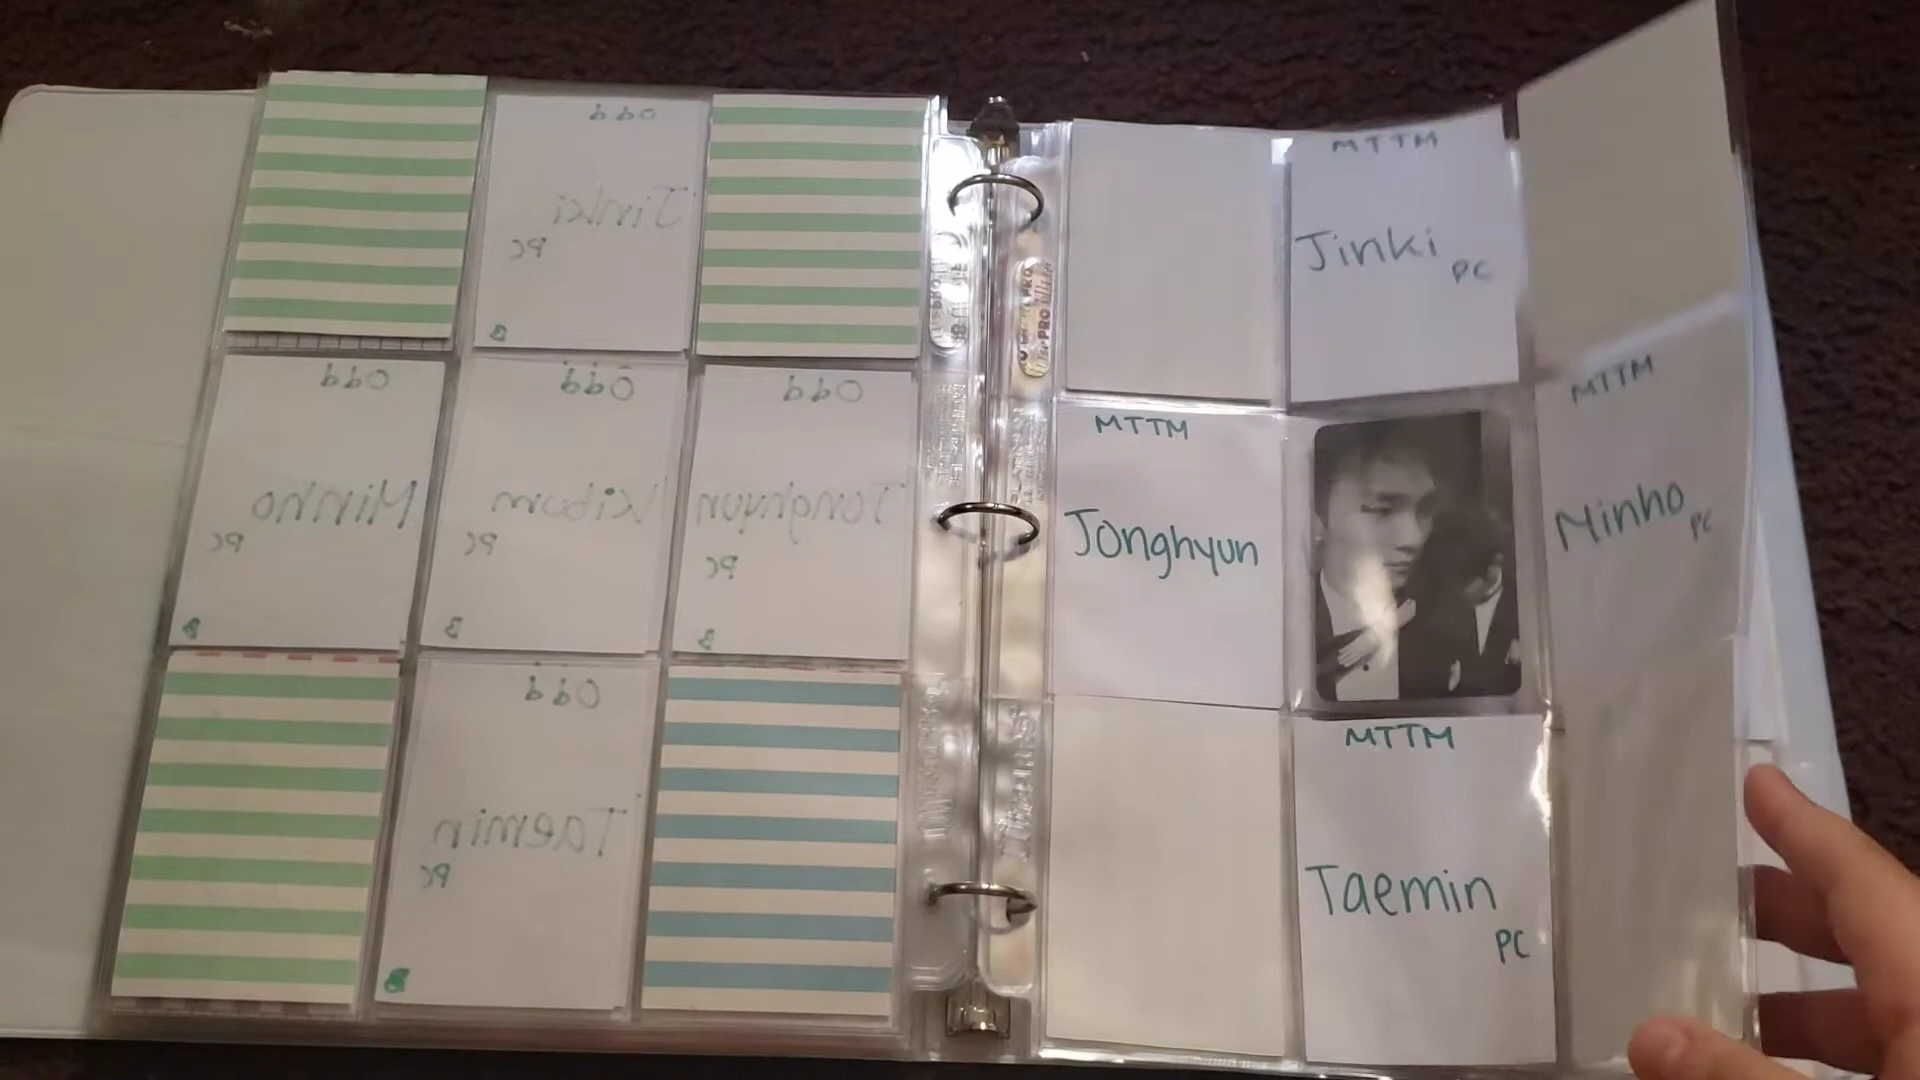 Odd
Jinki
PC
B
Odd
Minho
PC
B
Odd
Kibum
PC
B
Odd
Jonghyun
PC
B
Odd
Taemin
PC
B
MTTM
Jinki
PC
MTTM
Jonghyun
MTTM
Minho
PC
MTTM
Taemin
PC